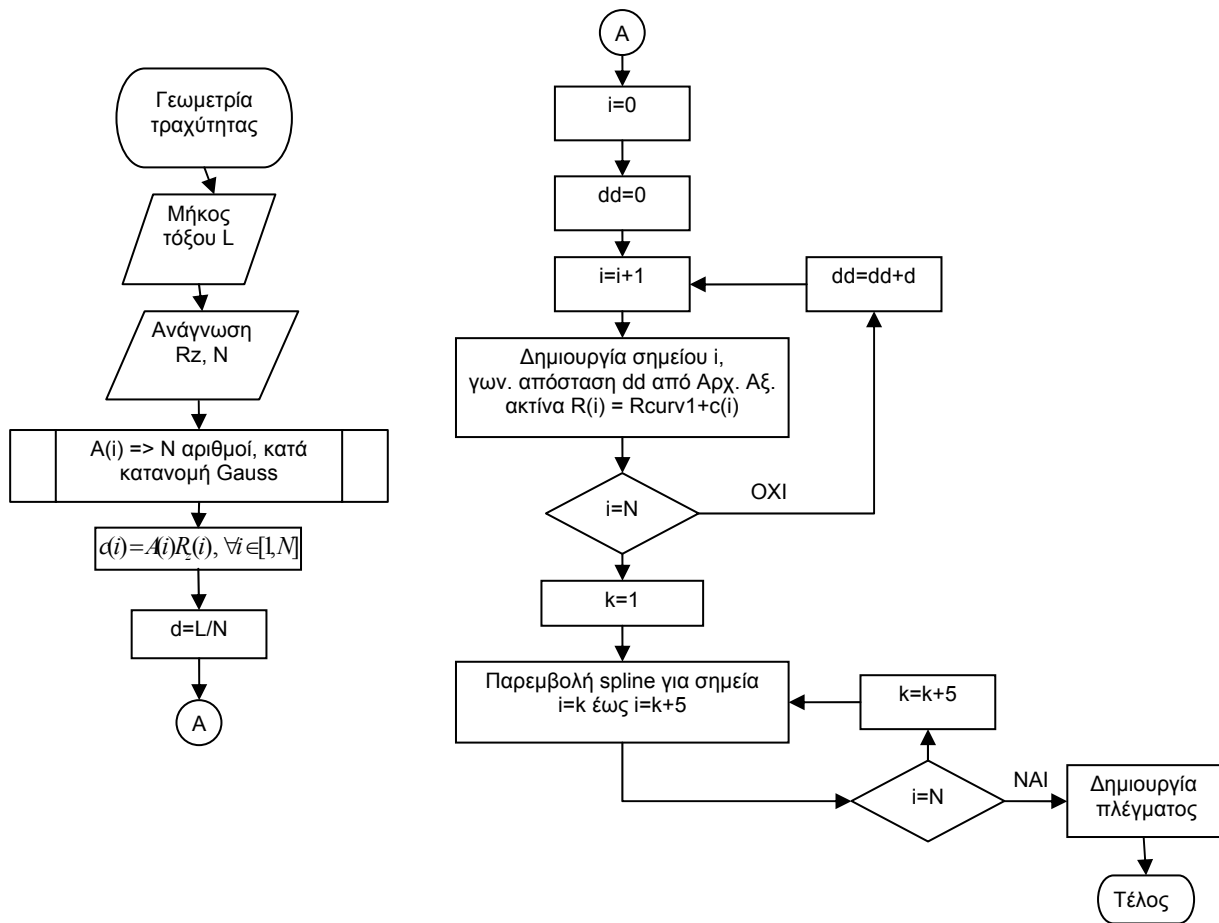 Γεωμετρία
τραχύτητας
Μήκος
τόξου L
Ανάγνωση
Rz, N
A(i) => N αριθμοί, κατά
κατανομή Gauss
c(i)=A(i)R_z(i), ∀i∈[1,N]
d=L/N
A
A
i=0
dd=0
i=i+1
dd=dd+d
Δημιουργία σημείου i,
γων. απόσταση dd από Αρχ. Αξ.
ακτίνα R(i) = Rcurv1+c(i)
i=N
ΟΧΙ
k=1
Παρεμβολή spline για σημεία
i=k έως i=k+5
k=k+5
i=N
ΝΑΙ
Δημιουργία
πλέγματος
Τέλος